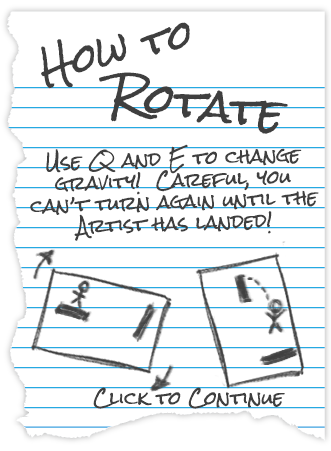 How to
Rotate
Use Q and E to change
gravity! Careful, you
can't turn again until the
Artist has landed!
Click to Continue